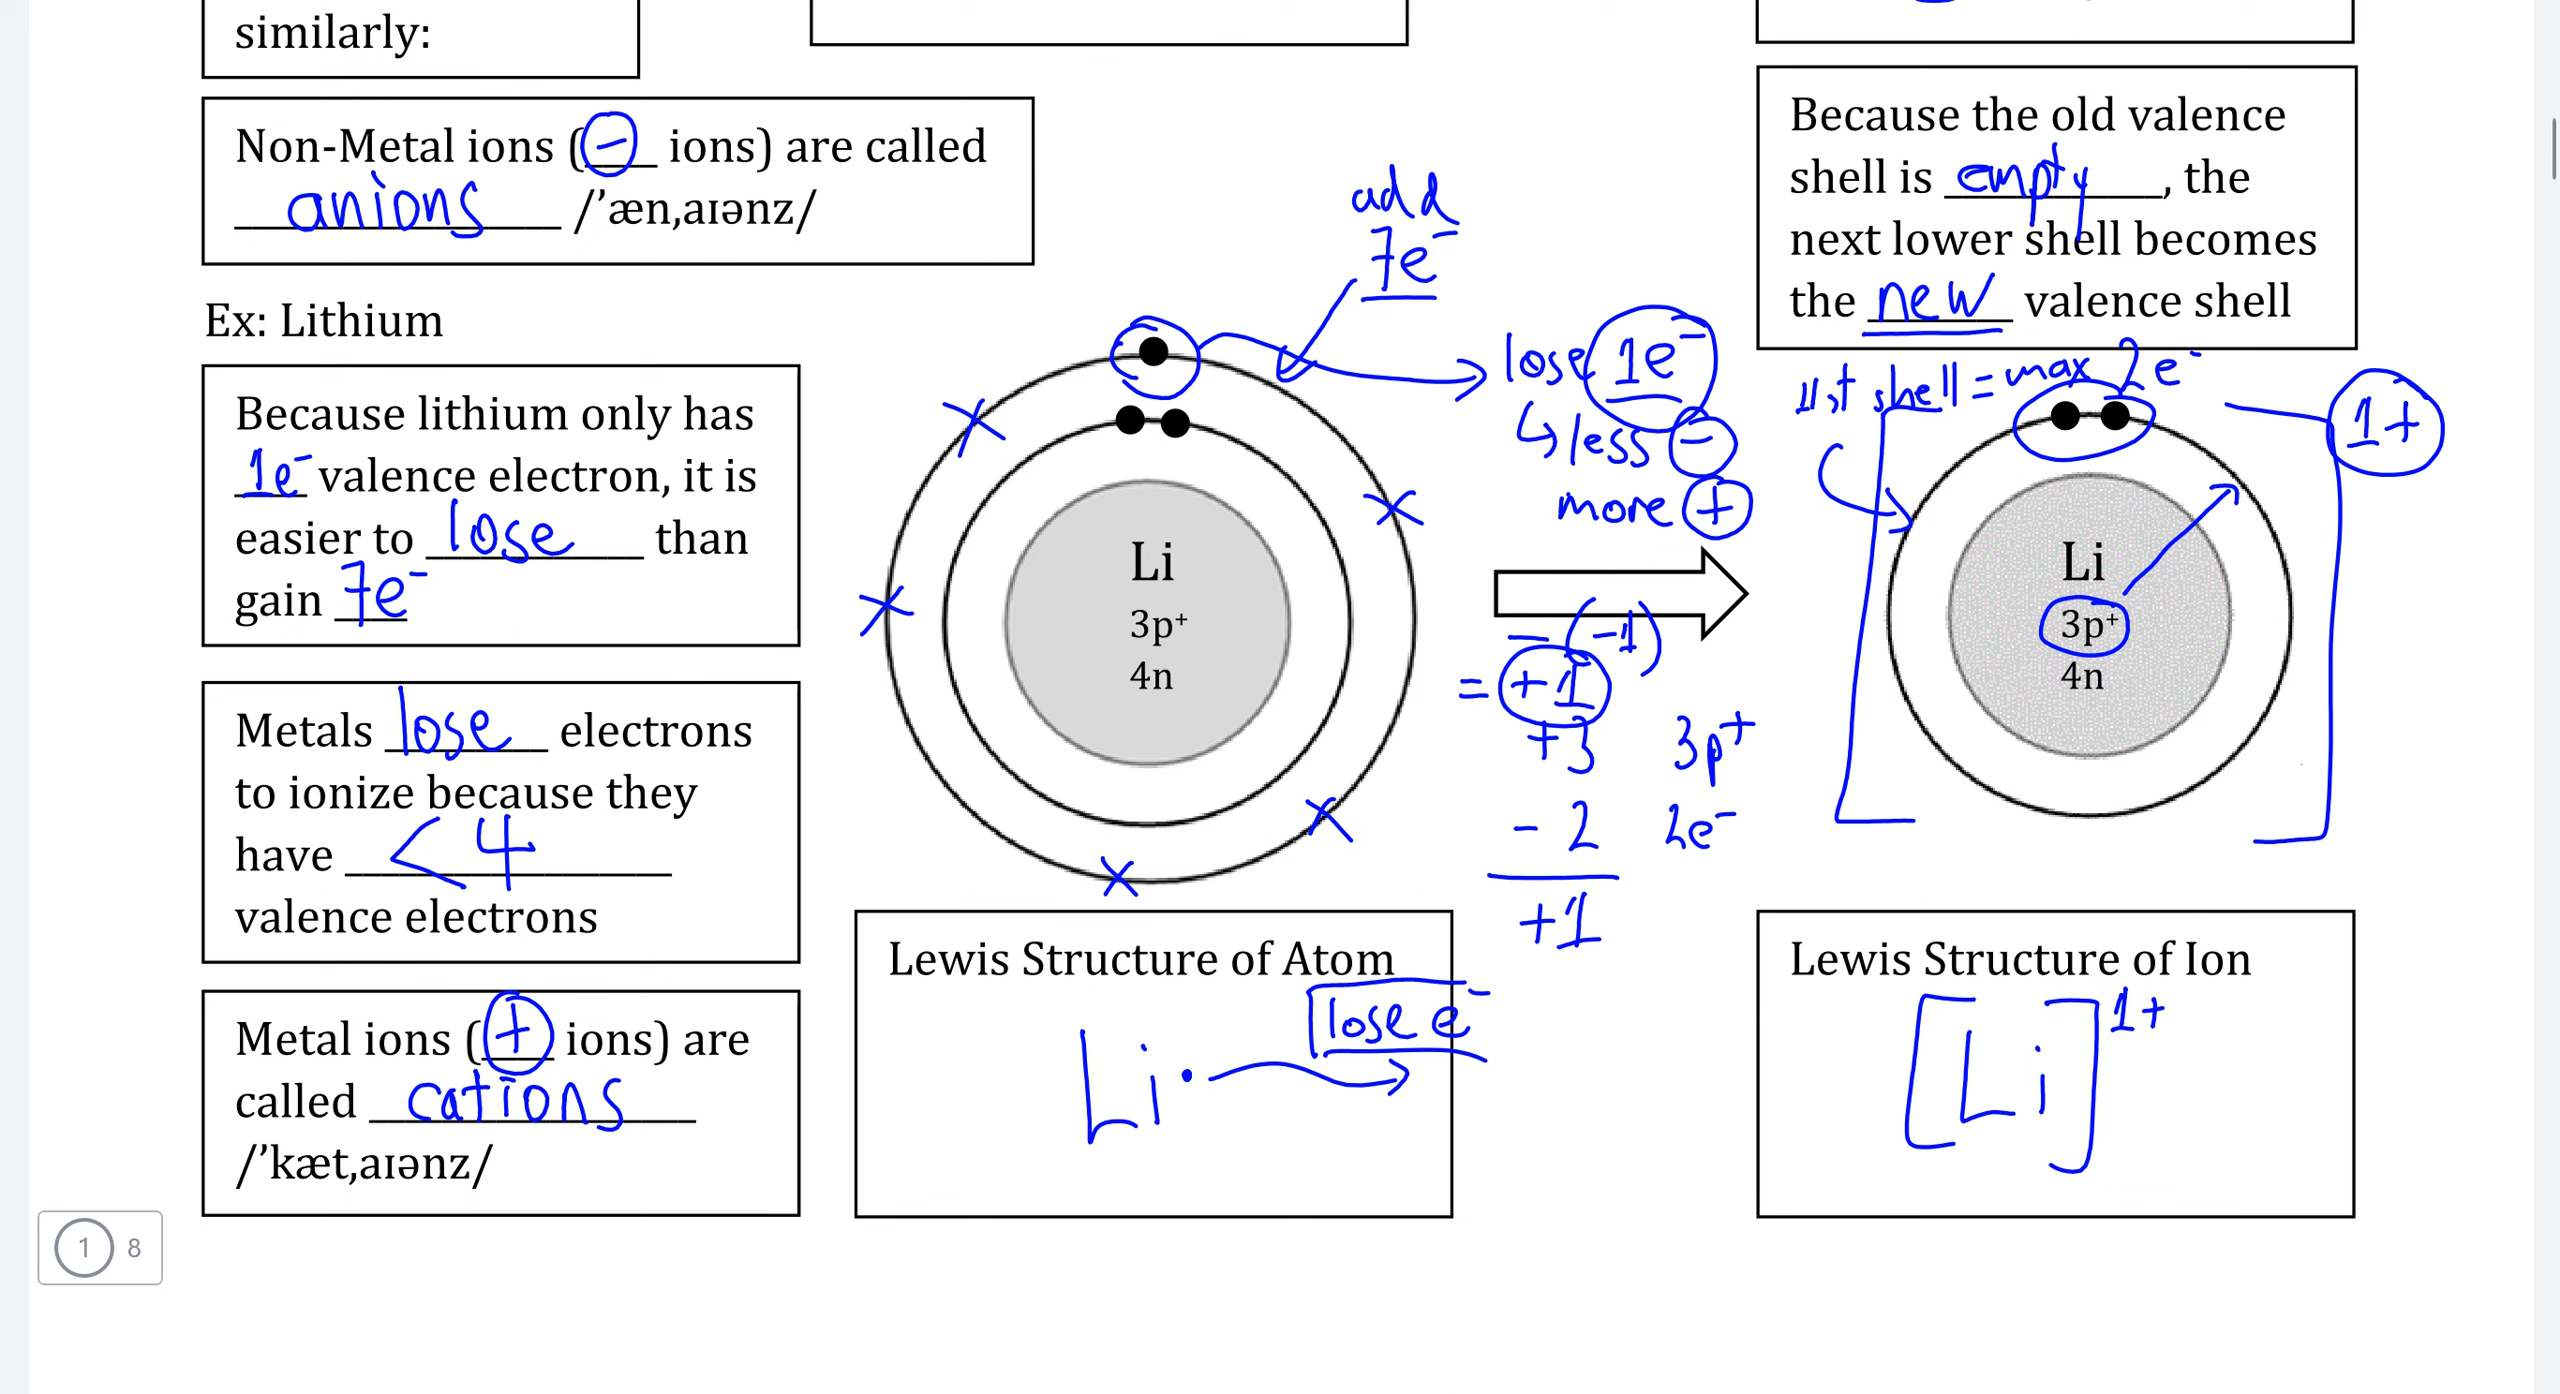 similarly:
Non-Metal ions (⊖ ions) are called
anions /’æn,aɪənz/
Ex: Lithium
Because lithium only has
1e⁻ valence electron, it is
easier to lose than
gain 7e⁻
Metals lose electrons
to ionize because they
have < 4
valence electrons
Metal ions (+ ions) are
called cations
/’kæt,aɪənz/
add
7e⁻
lose 1e⁻
↳ less ⊖
more ⊕
Li
3p⁺
4n
− (−1)
= +1
+3 3p⁺
- 2 2e⁻
+1
Lewis Structure of Atom
lose e⁻
Li·
Because the old valence
shell is empty, the
next lower shell becomes
the new valence shell
1st shell = max 2e⁻
1+
Li
3p⁺
4n
Lewis Structure of Ion
[Li]¹⁺
1 8